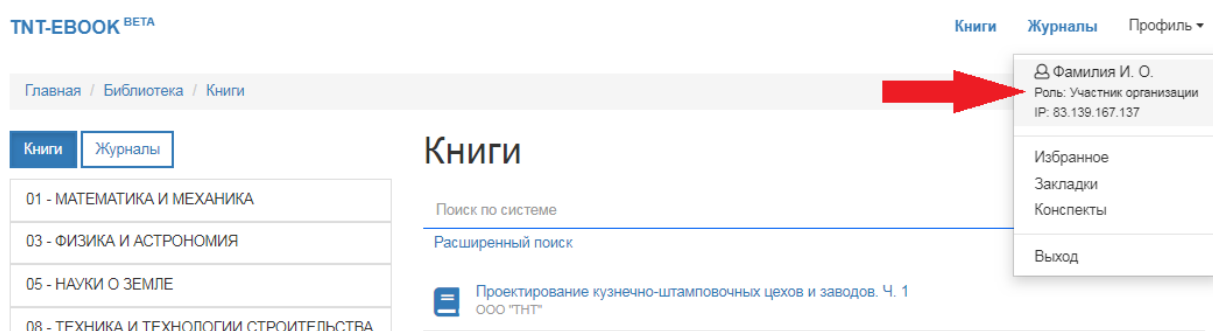 TNT-EBOOK BETA
Книги Журналы Профиль
Фамилия И. О.
Роль: Участник организации
IP: 83.139.167.137
Избранное
Закладки
Конспекты
Выход
Главная / Библиотека / Книги
Книги Журналы
01 - МАТЕМАТИКА И МЕХАНИКА
03 - ФИЗИКА И АСТРОНОМИЯ
05 - НАУКИ О ЗЕМЛЕ
08 - ТЕХНИКА И ТЕХНОЛОГИИ СТРОИТЕЛЬСТВА
Книги
Поиск по системе
Расширенный поиск
Проектирование кузнечно-штамповочных цехов и заводов. Ч. 1
ООО "ТНТ"